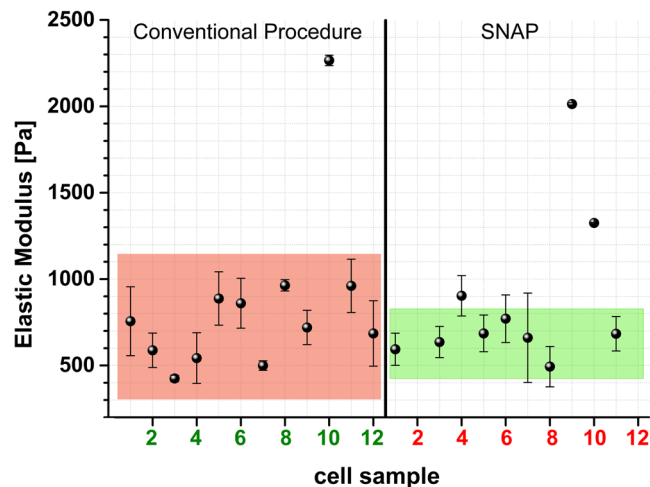 Conventional Procedure SNAP
Elastic Modulus [Pa]
2500
2000
1500
1000
500
2 4 6 8 10 12 2 4 6 8 10 12
cell sample